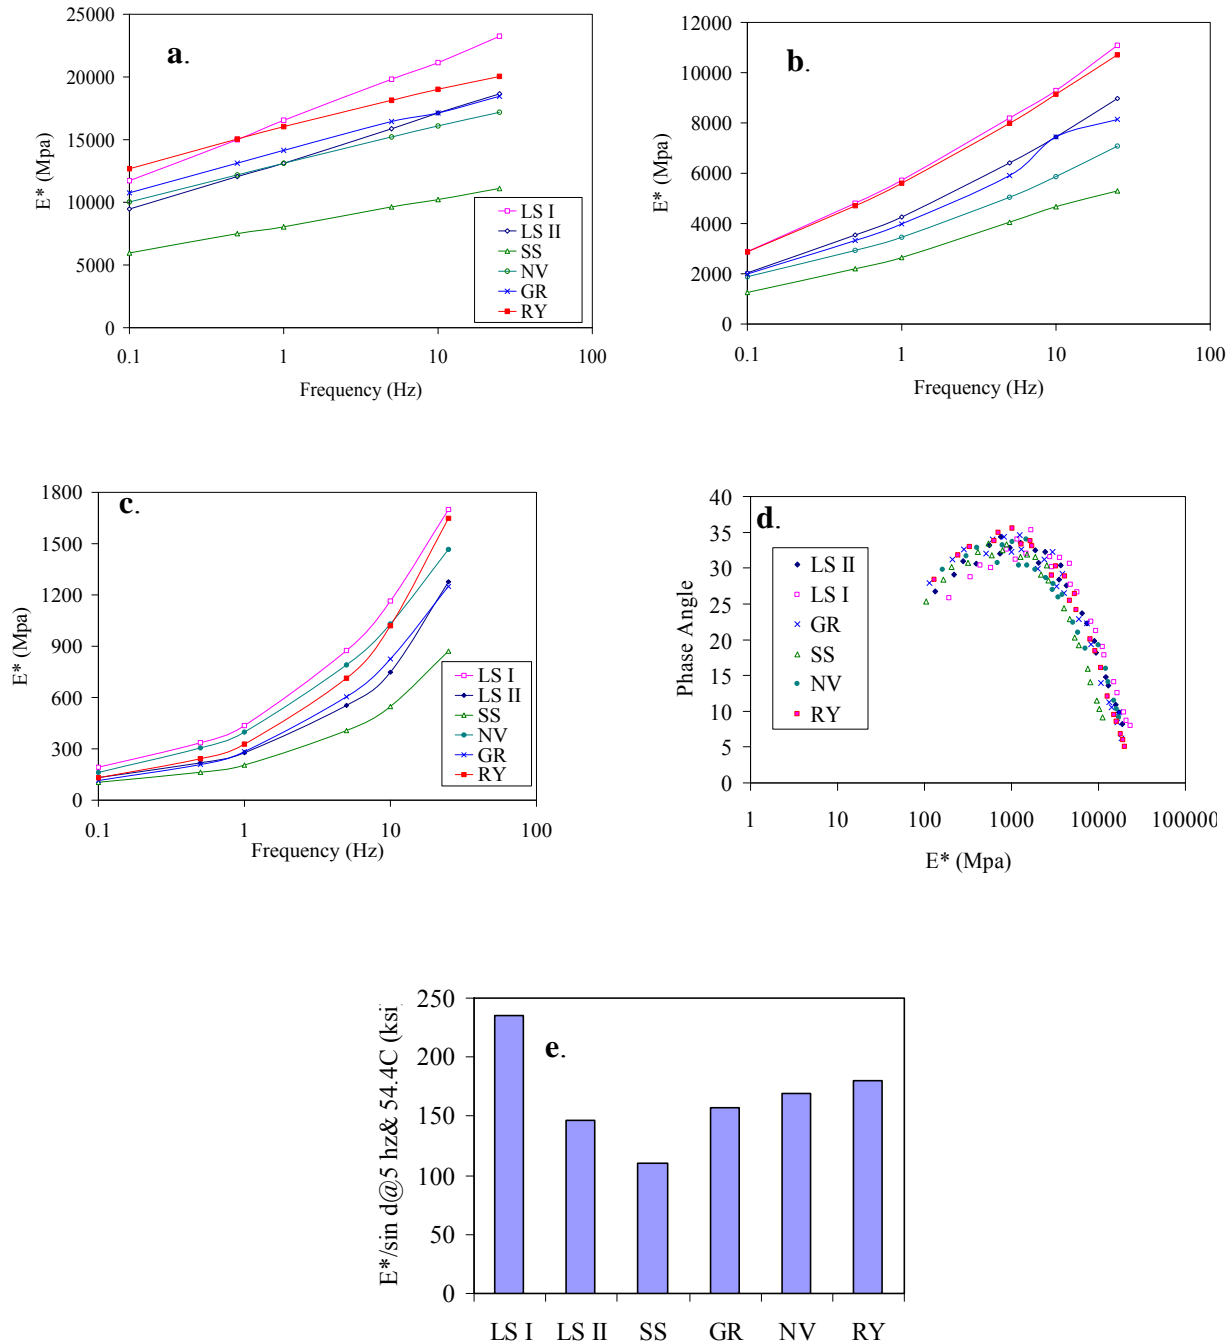 a.
25000
20000
15000
10000
5000
0
E* (Mpa)
0.1 1 10 100
Frequency (Hz)
LS I
LS II
SS
NV
GR
RY
b.
12000
10000
8000
6000
4000
2000
0
E* (Mpa)
0.1 1 10 100
Frequency (Hz)
c.
1800
1500
1200
900
600
300
0
E* (Mpa)
0.1 1 10 100
Frequency (Hz)
LS I
LS II
SS
NV
GR
RY
d.
40
35
30
25
20
15
10
5
0
Phase Angle
LS II
LS I
GR
SS
NV
RY
1 10 100 1000 10000 100000
E* (Mpa)
e.
250
200
150
100
50
0
E*/sin d@5 hz& 54.4C (ksi
LS I LS II SS GR NV RY